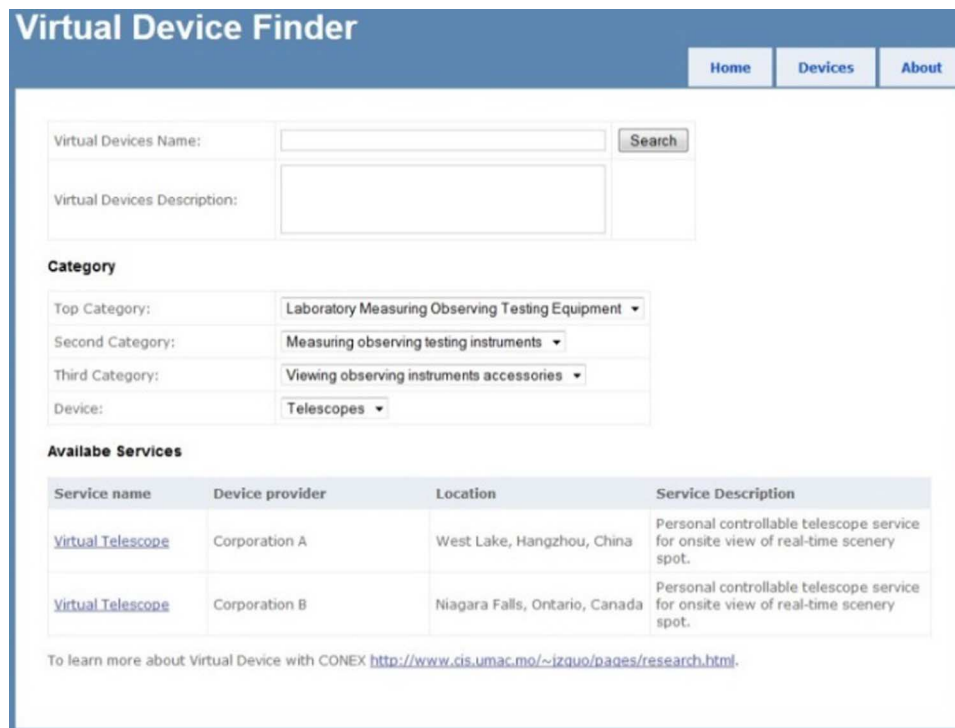 Virtual Device Finder
Home Devices About
Virtual Devices Name: Search
Virtual Devices Description:
Category
Top Category: Laboratory Measuring Observing Testing Equipment
Second Category: Measuring observing testing instruments
Third Category: Viewing observing instruments accessories
Device: Telescopes
Availabe Services
Service name Device provider Location Service Description
Virtual Telescope Corporation A West Lake, Hangzhou, China Personal controllable telescope service
for onsite view of real-time scenery
spot.
Virtual Telescope Corporation B Niagara Falls, Ontario, Canada Personal controllable telescope service
for onsite view of real-time scenery
spot.
To learn more about Virtual Device with CONEX http://www.cis.umac.mo/~jzguo/pages/research.html.